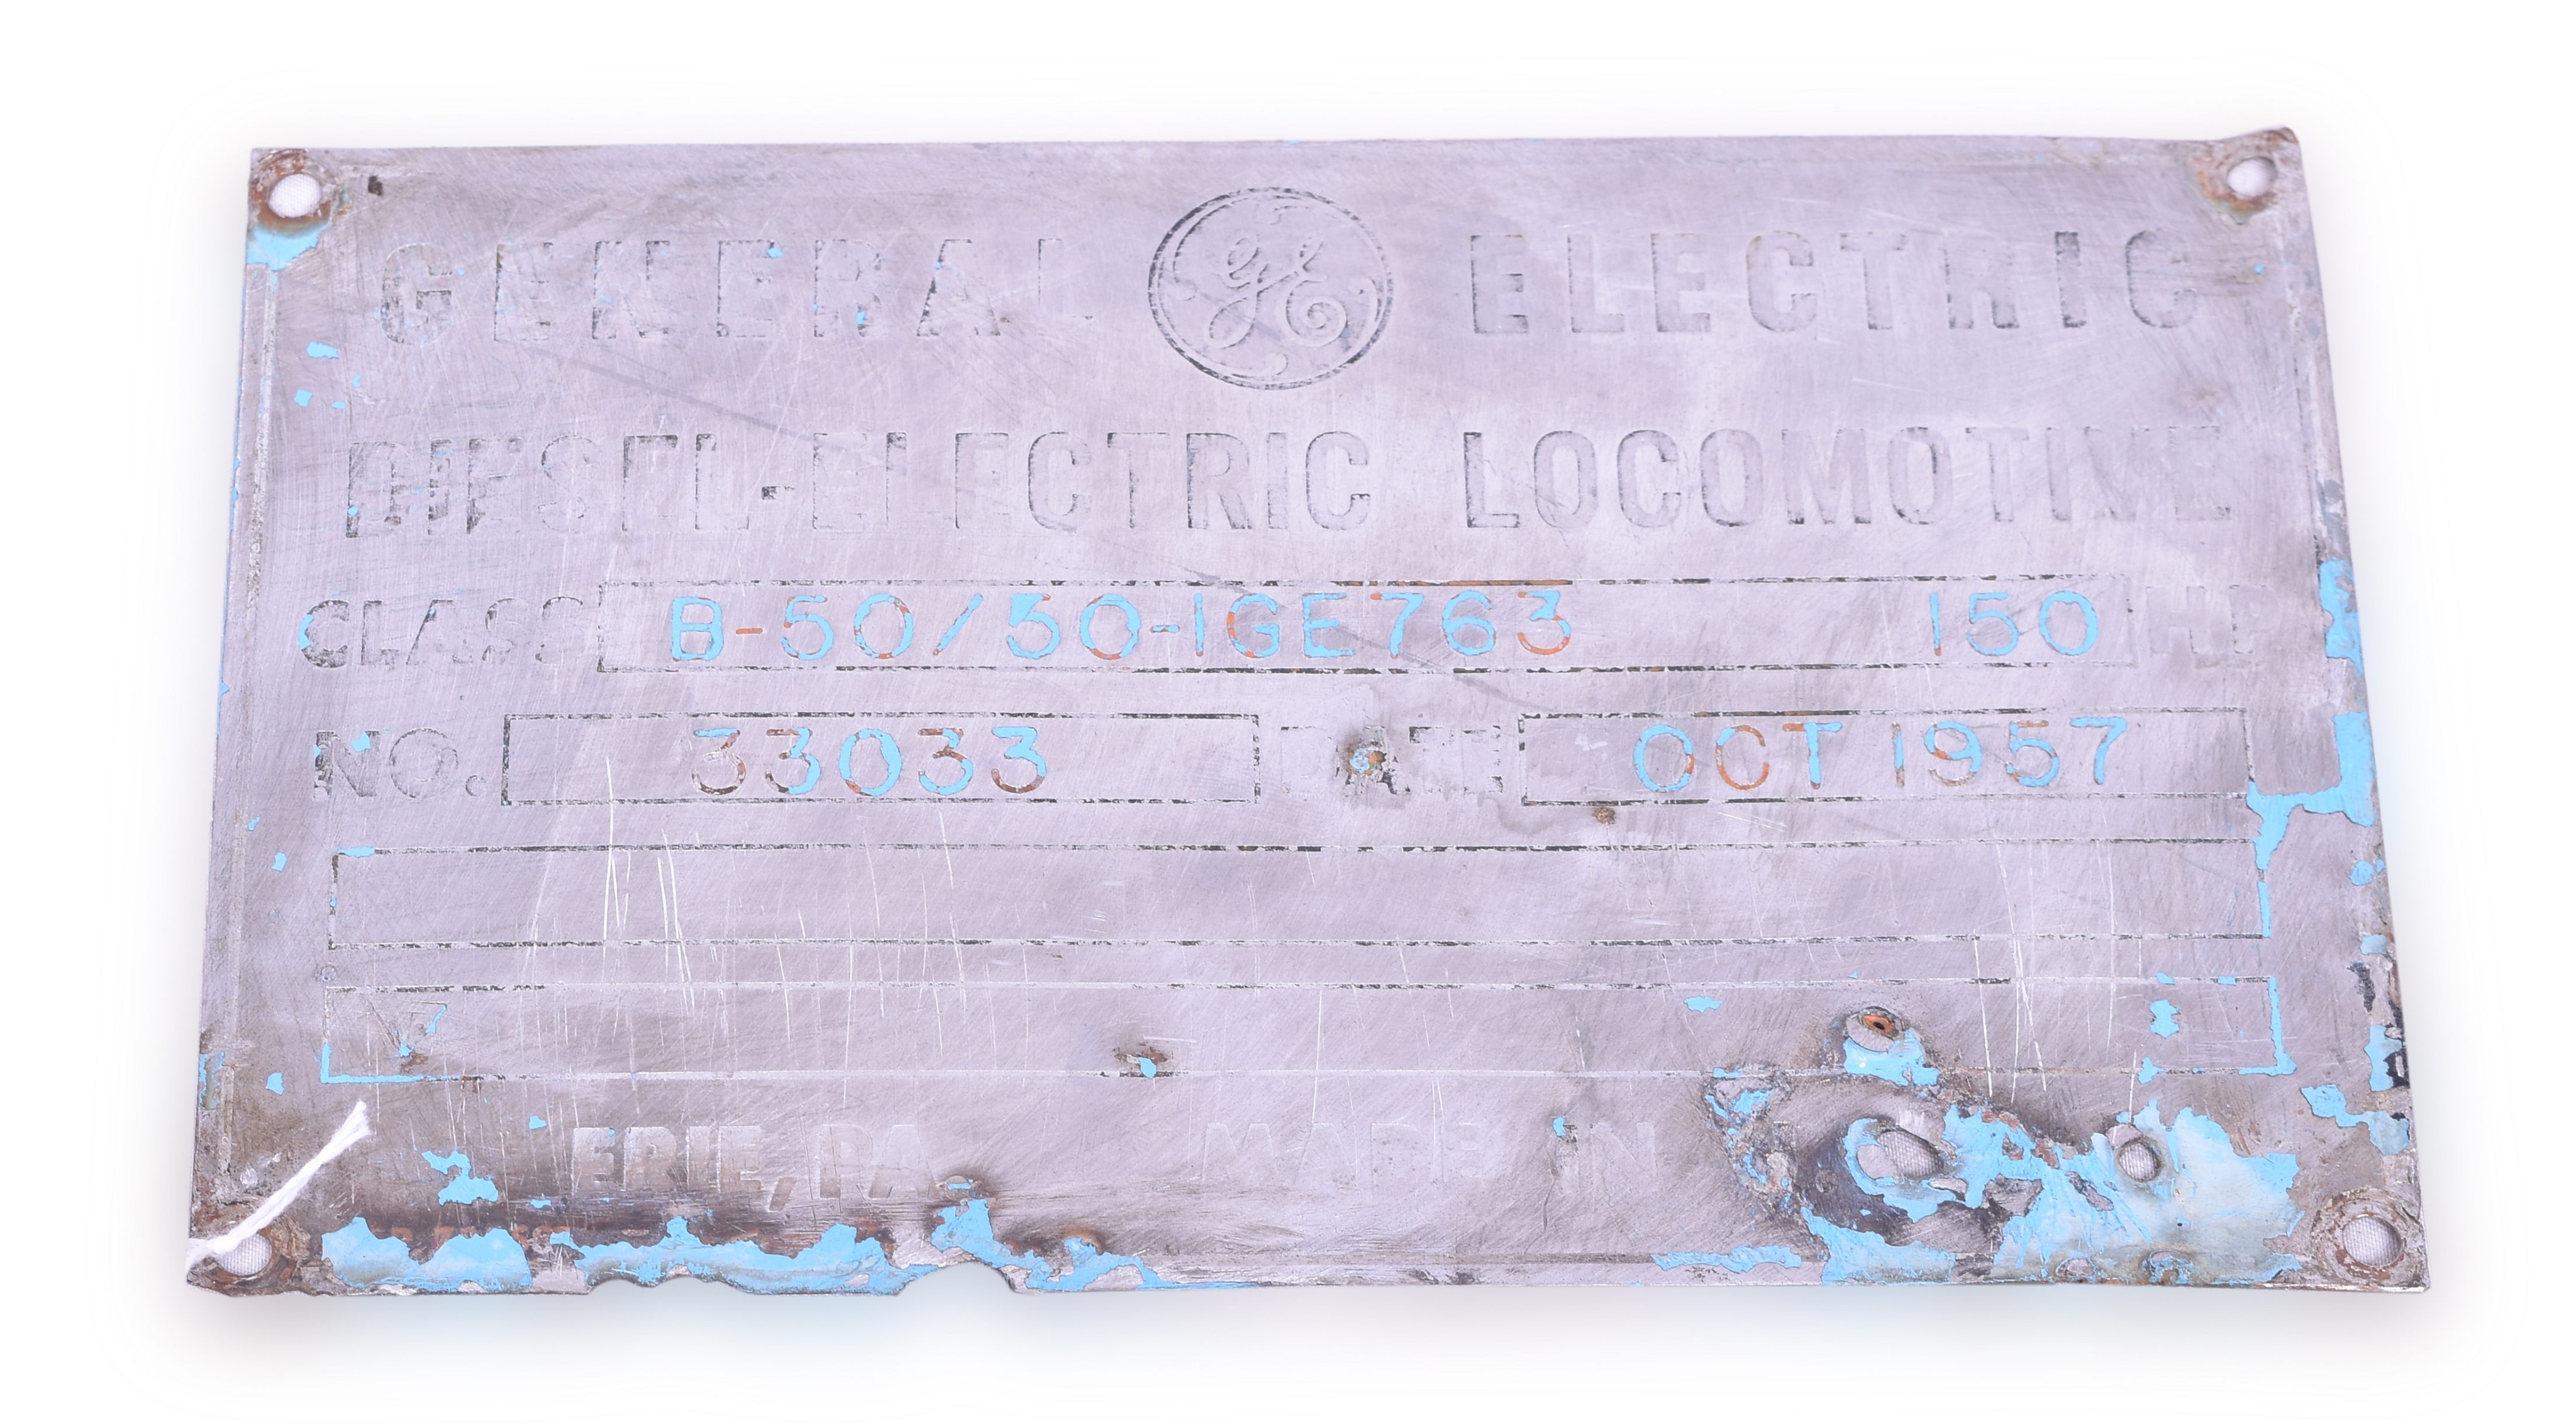 GENERAL GE ELECTRIC
DIESEL-ELECTRIC LOCOMOTIVE
CLASS B-50/50-1GE763 150 HP
NO. 33033 DATE OCT 1957
ERIE, PA. MADE IN